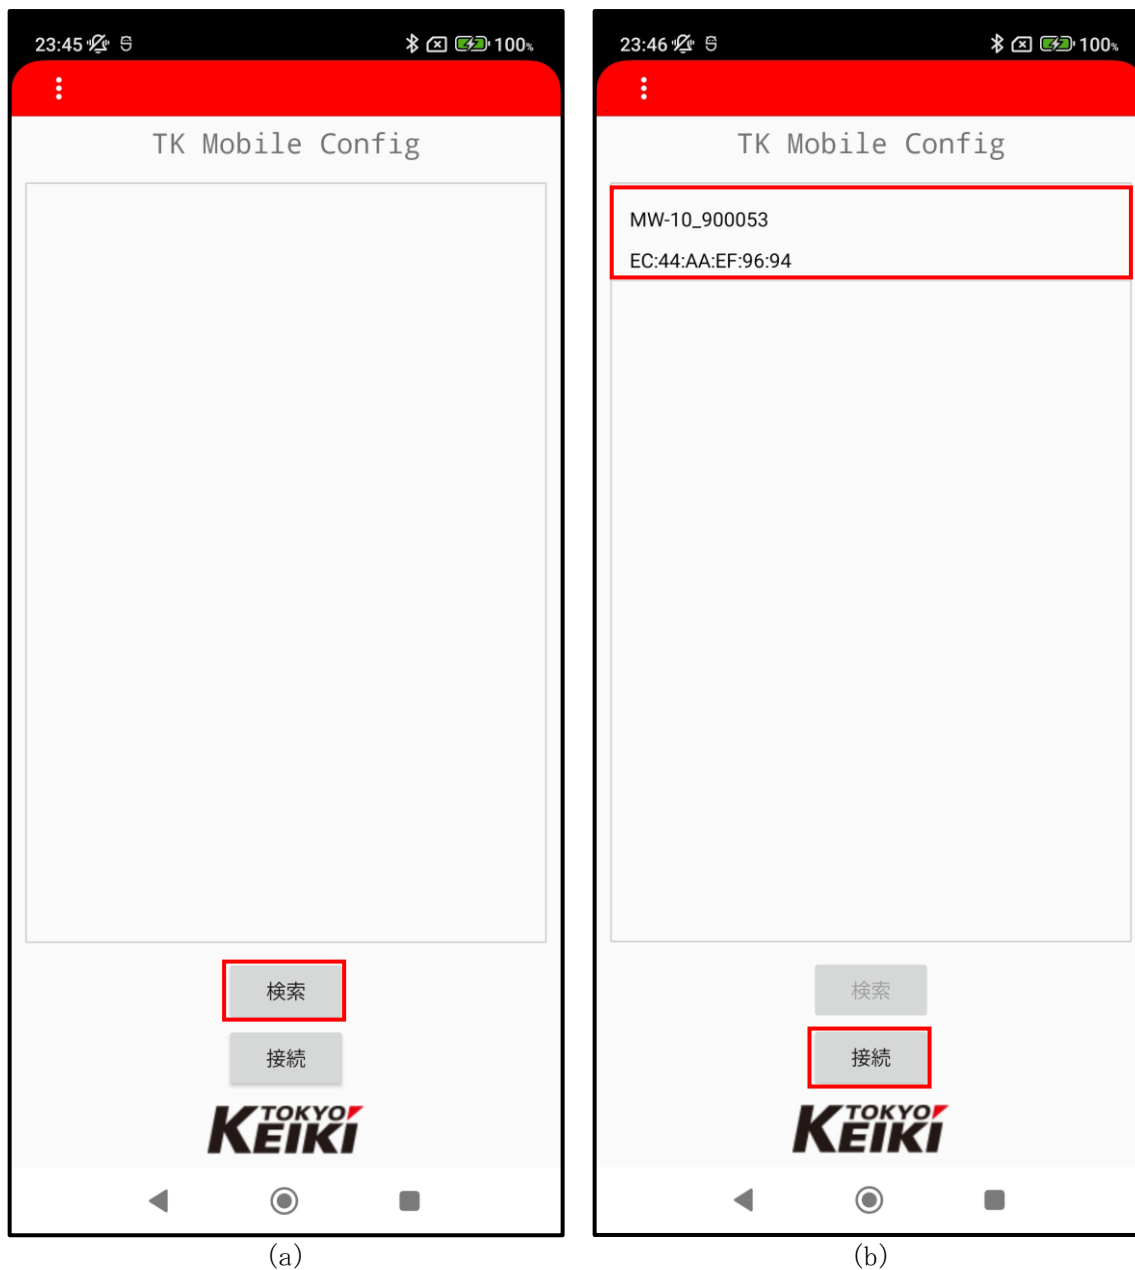 23:45
100%
TK Mobile Config
検索
接続
TOKYO
KEIKI
(a)
23:46
100%
TK Mobile Config
MW-10_900053
EC:44:AA:EF:96:94
検索
接続
TOKYO
KEIKI
(b)